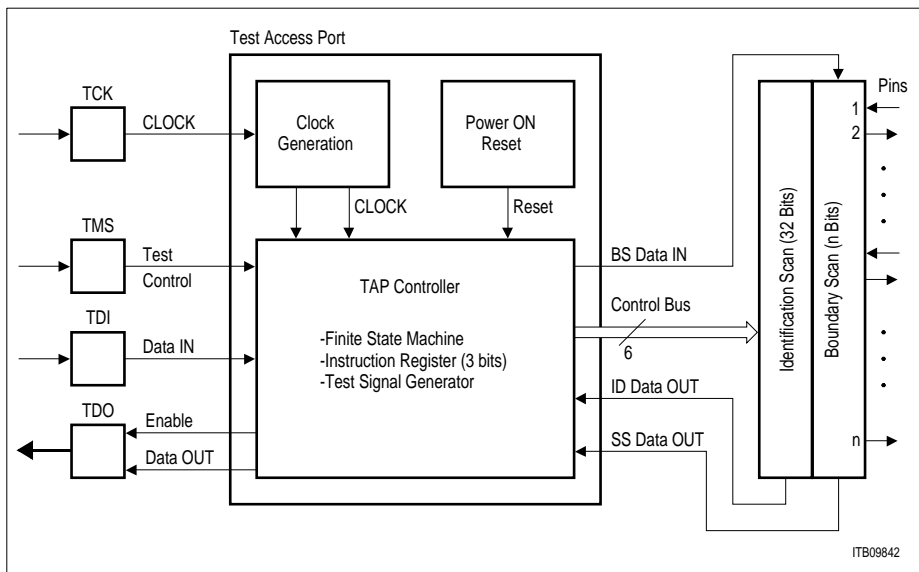 Test Access Port
TCK
CLOCK
Clock
Generation
Power ON
Reset
CLOCK
Reset
TMS
Test
Control
TDI
Data IN
TDO
Enable
Data OUT
TAP Controller
-Finite State Machine
-Instruction Register (3 bits)
-Test Signal Generator
BS Data IN
Control Bus
6
ID Data OUT
SS Data OUT
Identification Scan (32 Bits)
Boundary Scan (n Bits)
Pins
1
2
n
ITB09842